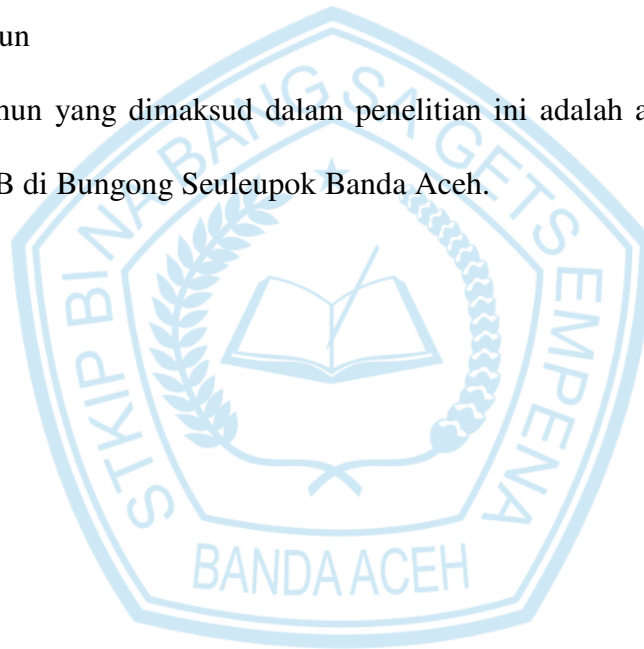 un
hun yang dimaksud dalam penelitian ini adalah a
B di Bungong Seuleupok Banda Aceh.
STKIP BINA BANGSA GETSEMPENA
BANDA ACEH